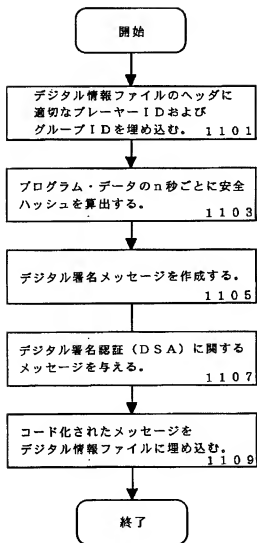 開始
デジタル情報ファイルのヘッダに
適切なプレーヤーIDおよび
グループIDを埋め込む。 1101
プログラム・データのn秒ごとに安全
ハッシュを算出する。
1103
デジタル署名メッセージを作成する。
1105
デジタル署名認証(DSA)に関する
メッセージを与える。
1107
コード化されたメッセージを
デジタル情報ファイルに埋め込む。
1109
終了